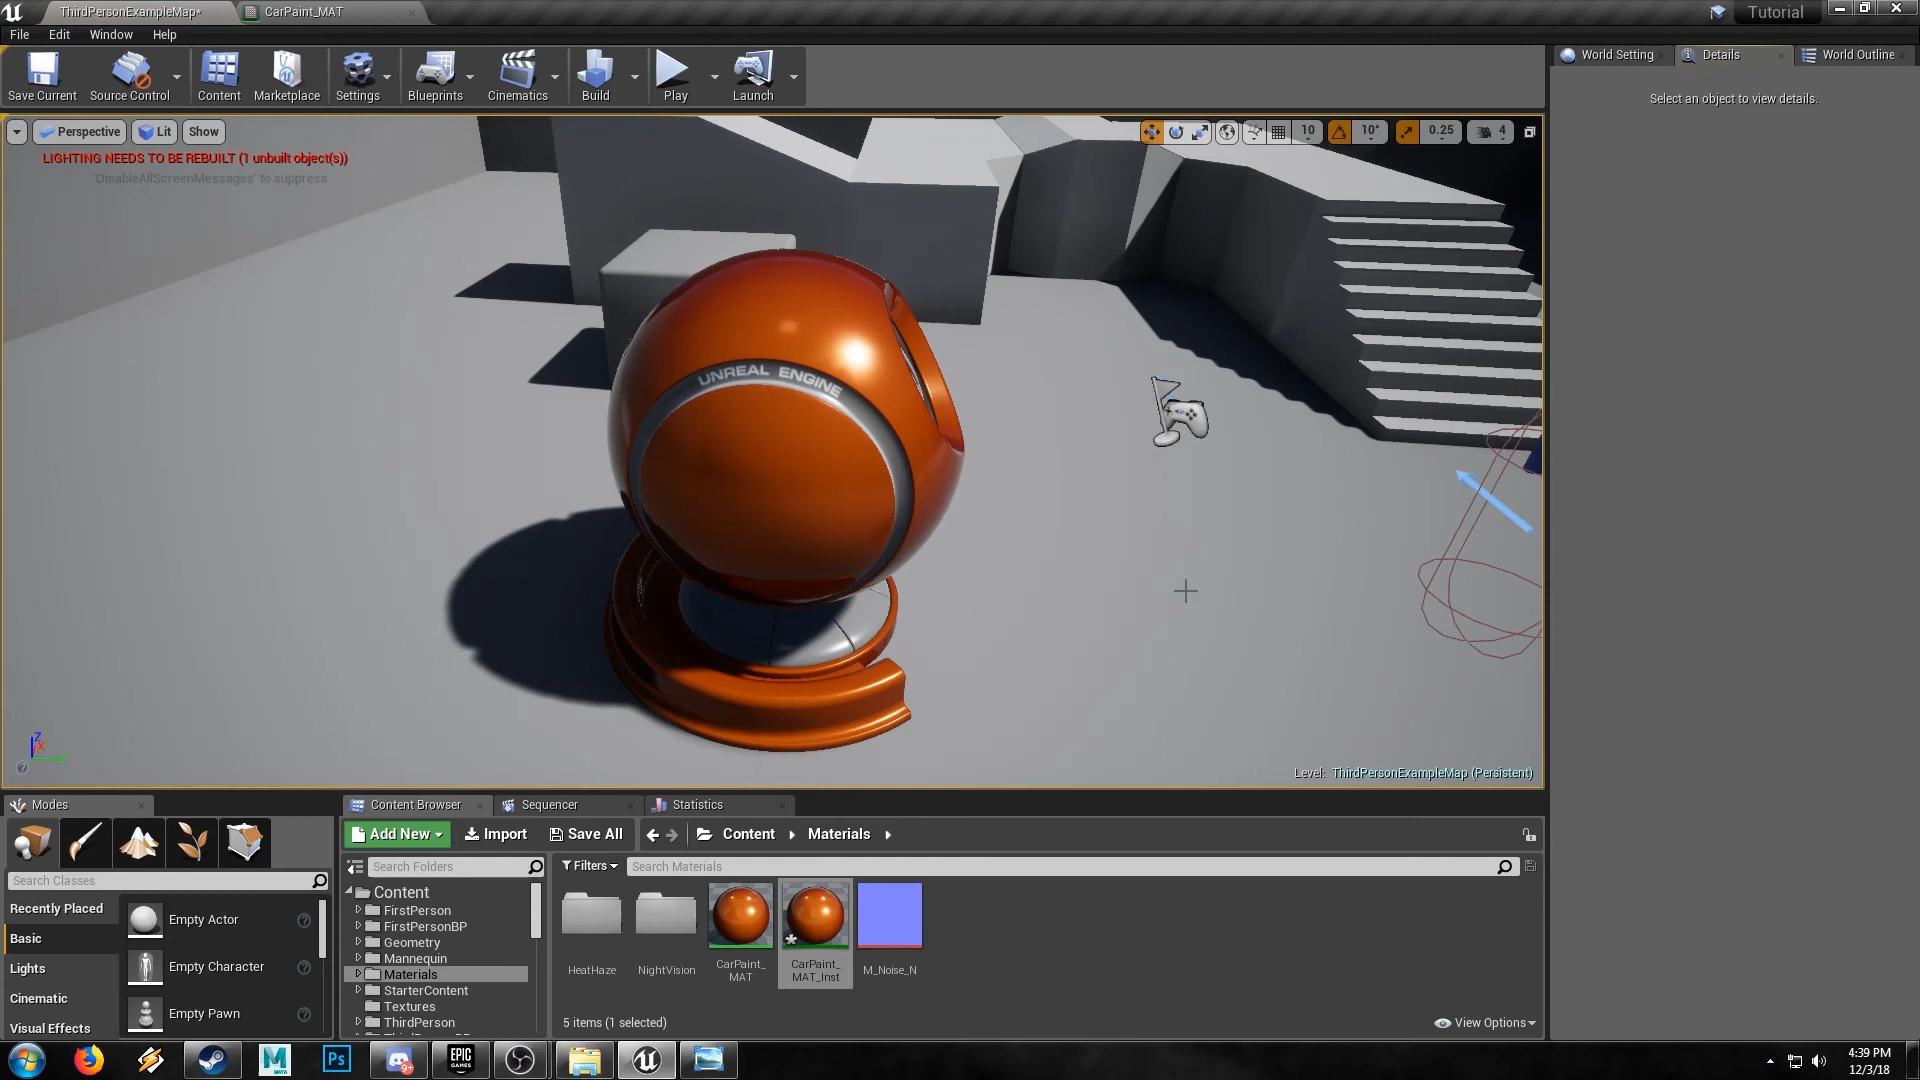 ThirdPersonExampleMap*
CarPaint_MAT
Tutorial
File Edit Window Help
Save Current
Source Control
Content
Marketplace
Settings
Blueprints
Cinematics
Build
Play
Launch
World Setting
Details
World Outline
Select an object to view details.
Perspective
Lit
Show
10
10°
0.25
4
LIGHTING NEEDS TO BE REBUILT (1 unbuilt object(s))
'DisableAllScreenMessages' to suppress
UNREAL ENGINE
Z
X
Level: ThirdPersonExampleMap (Persistent)
Modes
Content Browser
Sequencer
Statistics
Add New
Import
Save All
Content
Materials
Search Classes
Search Folders
Filters
Search Materials
Recently Placed
Basic
Lights
Cinematic
Visual Effects
Empty Actor
Empty Character
Empty Pawn
Content
FirstPerson
FirstPersonBP
Geometry
Mannequin
Materials
StarterContent
Textures
ThirdPerson
HeatHaze
NightVision
CarPaint_
MAT
CarPaint_
MAT_Inst
M_Noise_N
5 items (1 selected)
View Options
MAYA
Ps
9+
EPIC
GAMES
4:39 PM
12/3/18